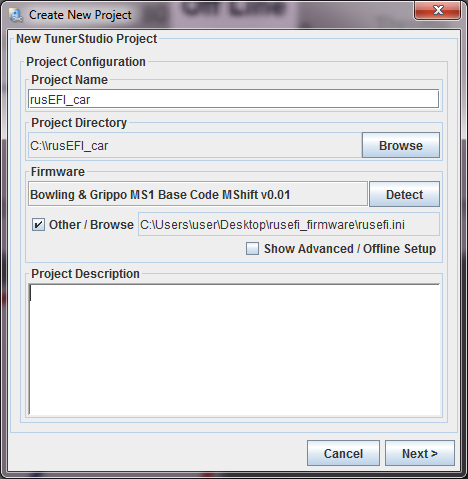 Off Line
Create New Project
New TunerStudio Project
Project Configuration
Project Name
rusEFI_car
Project Directory
C:\\rusEFI_car
Browse
Firmware
Bowling & Grippo MS1 Base Code MShift v0.01
Detect
Other / Browse
C:\Users\user\Desktop\rusefi_firmware\rusefi.ini
Show Advanced / Offline Setup
Project Description
Cancel
Next >